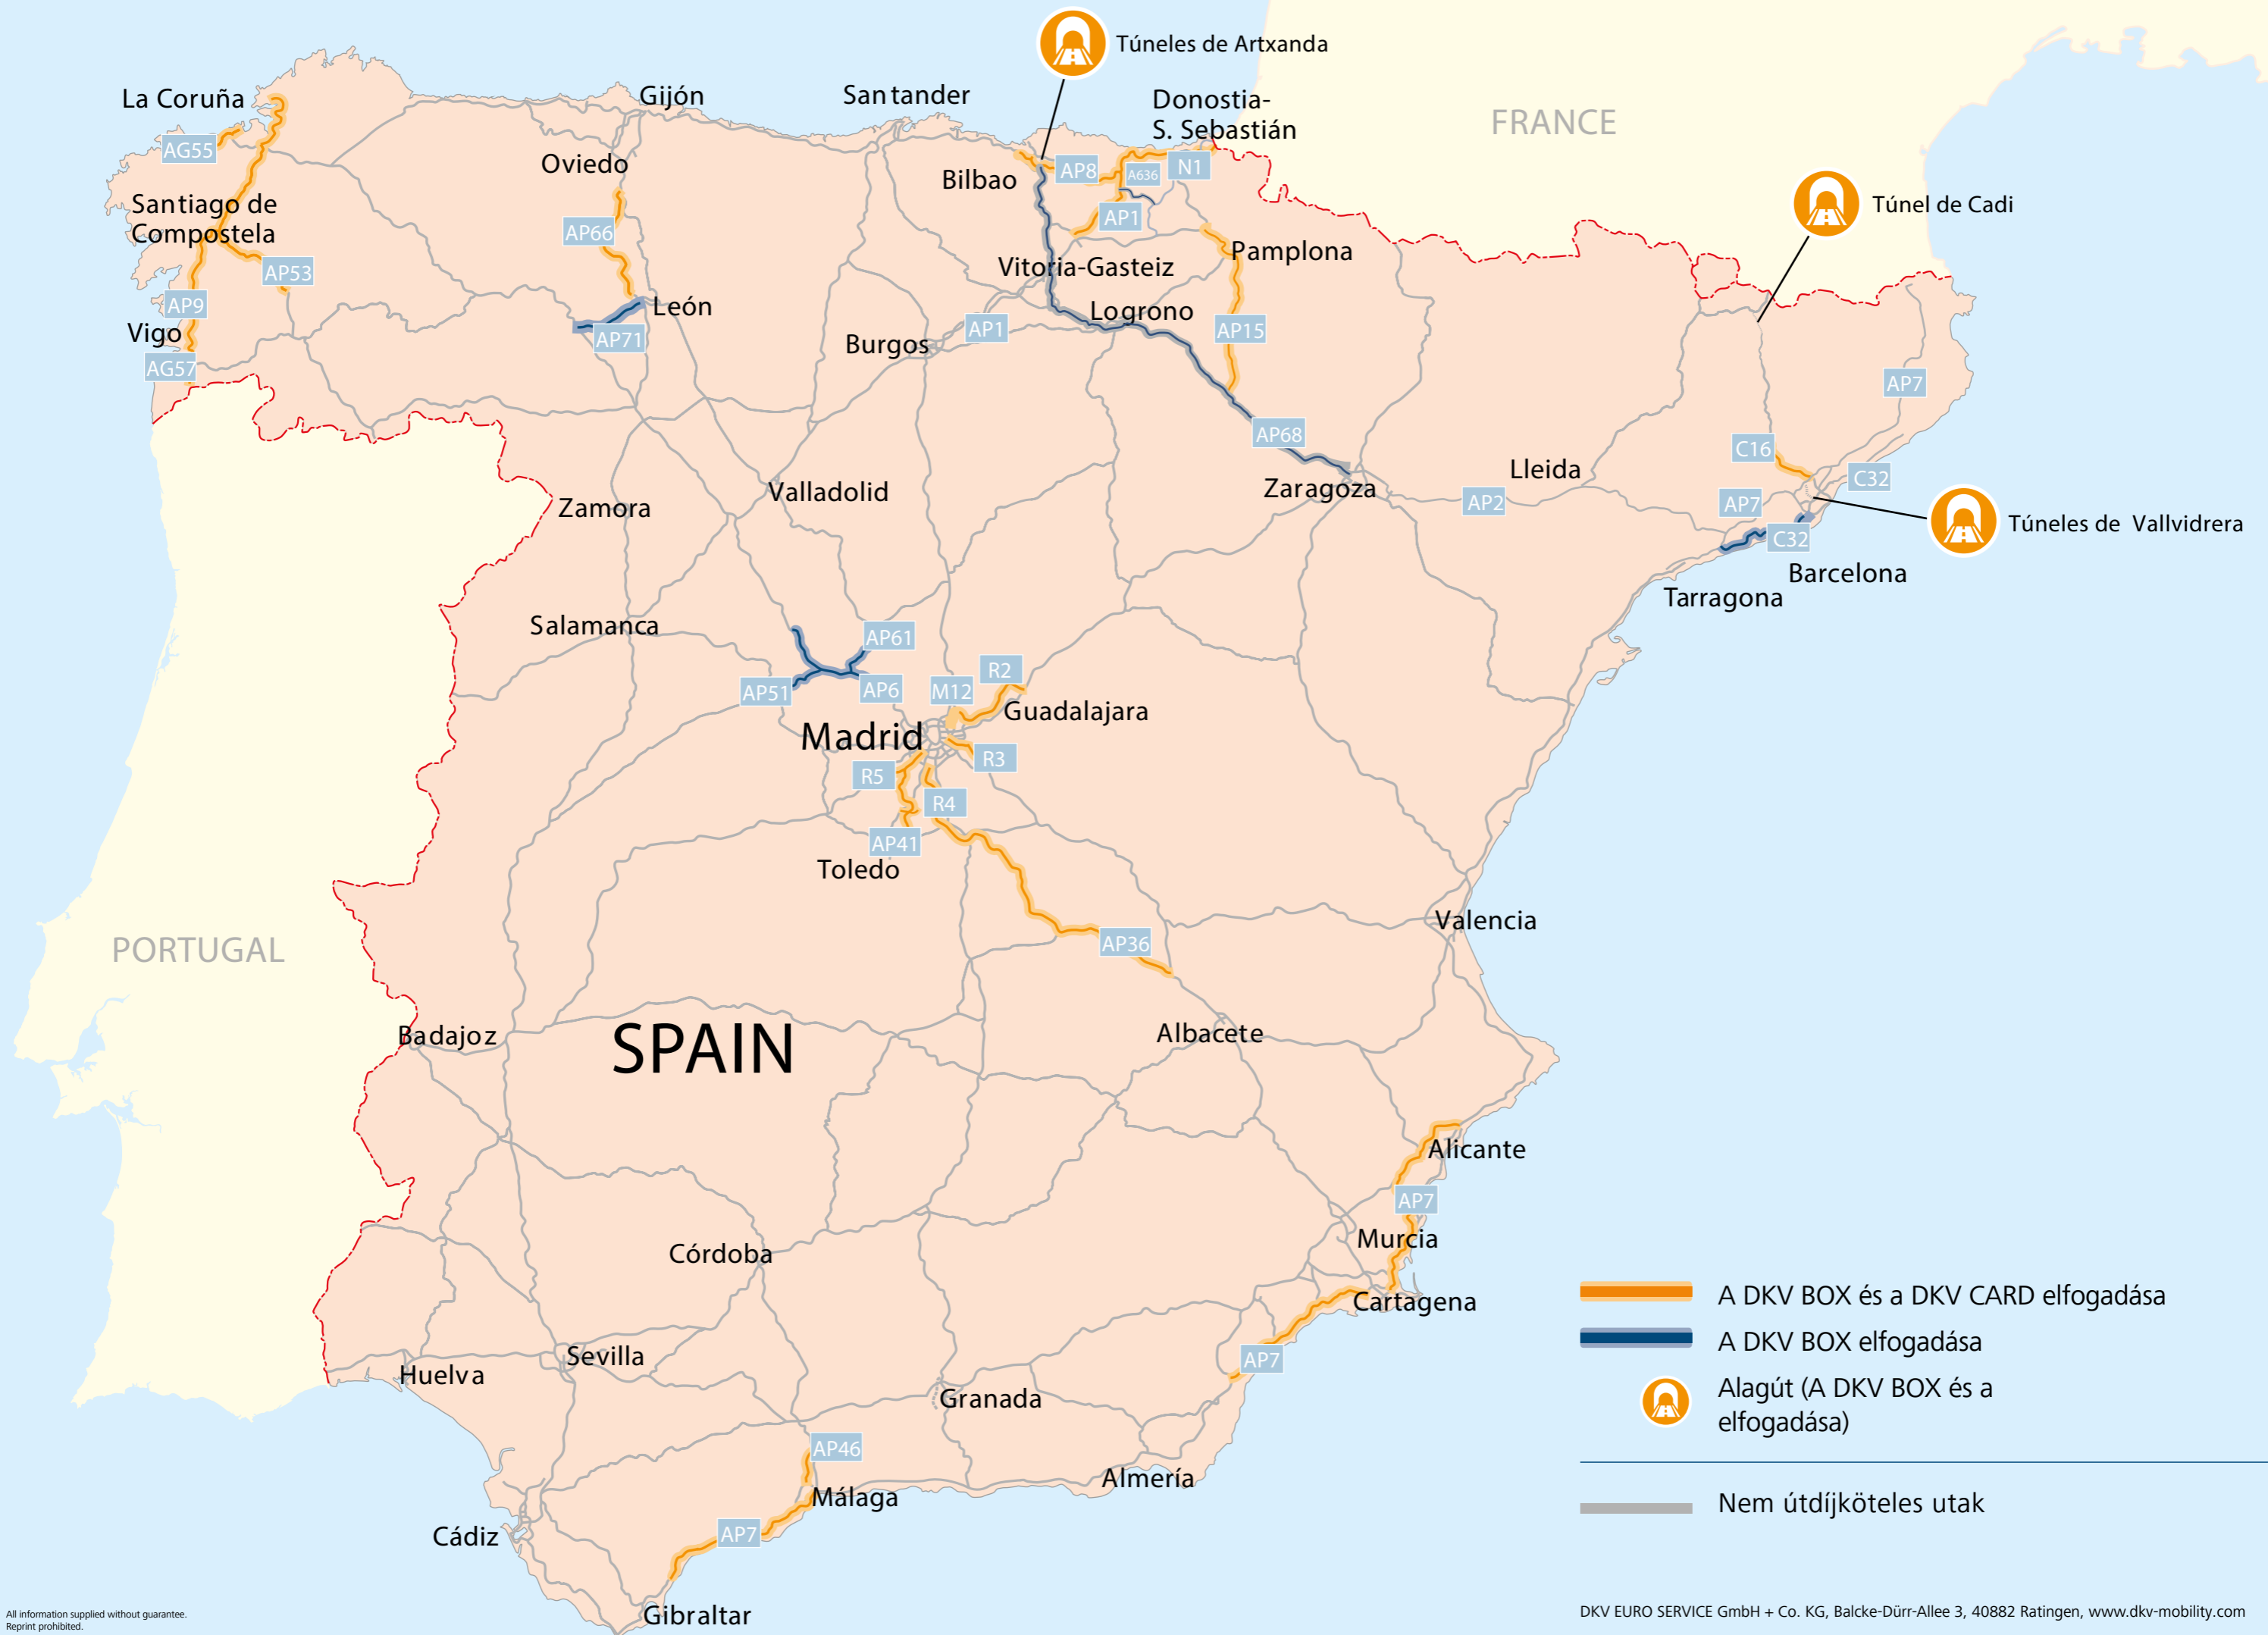 Túneles de Artxanda
La Coruña
Gijón
Santander
Donostia-
S. Sebastián
FRANCE
AG55
Oviedo
Bilbao
AP8
A636
N1
Santiago de
Compostela
Túnel de Cadi
AP66
AP1
Pamplona
AP53
Vitoria-Gasteiz
AP9
León
Logrono
Vigo
AP71
Burgos
AP1
AP15
AG57
AP7
AP68
C16
Lleida
C32
Valladolid
Zaragoza
AP2
AP7
Zamora
Túneles de Vallvidrera
C32
Barcelona
Tarragona
Salamanca
AP61
R2
AP51
AP6
M12
Guadalajara
Madrid
R3
R5
R4
AP41
Toledo
Valencia
PORTUGAL
AP36
Badajoz
SPAIN
Albacete
Alicante
AP7
Murcia
Córdoba
Cartagena
A DKV BOX és a DKV CARD elfogadása
A DKV BOX elfogadása
Sevilla
AP7
Huelva
Granada
Alagút (A DKV BOX és a
elfogadása)
AP46
Almería
Málaga
Nem útdíjköteles utak
Cádiz
AP7
Gibraltar
All information supplied without guarantee.
Reprint prohibited.
DKV EURO SERVICE GmbH + Co. KG, Balcke-Dürr-Allee 3, 40882 Ratingen, www.dkv-mobility.com